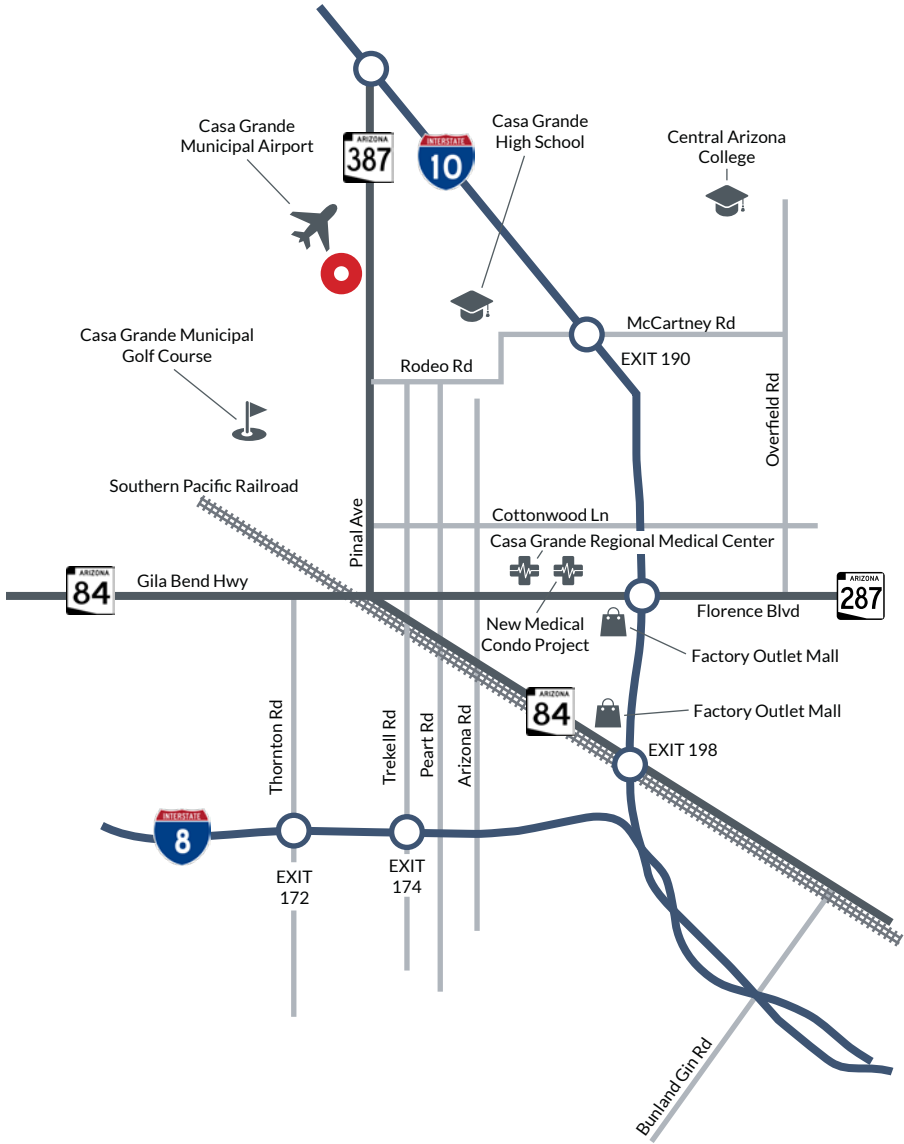 Casa Grande
Municipal Airport
ARIZONA
387
INTERSTATE
10
Casa Grande
High School
Central Arizona
College
Casa Grande Municipal
Golf Course
McCartney Rd
EXIT 190
Rodeo Rd
Overfield Rd
Southern Pacific Railroad
Pinal Ave
Cottonwood Ln
Casa Grande Regional Medical Center
ARIZONA
84
Gila Bend Hwy
Florence Blvd
ARIZONA
287
New Medical
Condo Project
Factory Outlet Mall
ARIZONA
84
Factory Outlet Mall
EXIT 198
Thornton Rd
Trekell Rd
Peart Rd
Arizona Rd
INTERSTATE
8
EXIT
172
EXIT
174
Bunland Gin Rd